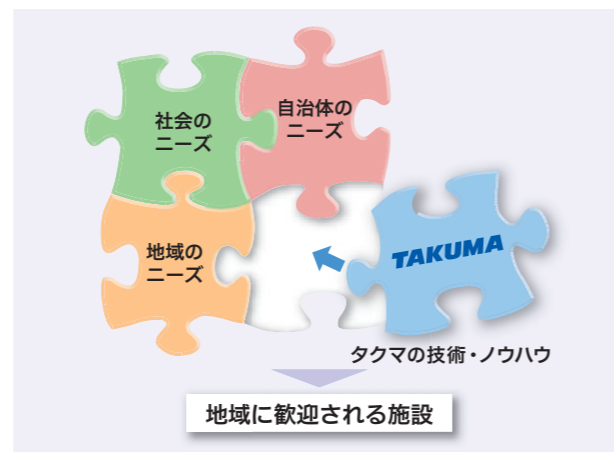 社会の
ニーズ
自治体の
ニーズ
地域の
ニーズ
TAKUMA
タクマの技術・ノウハウ
地域に歓迎される施設